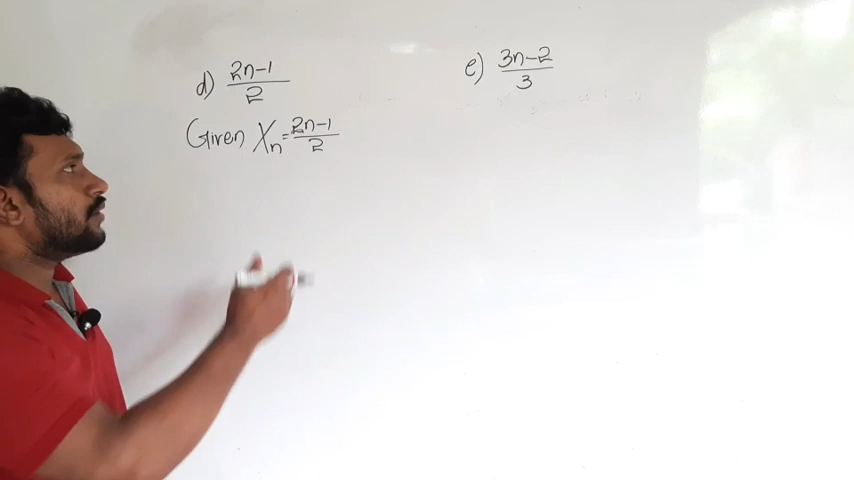 d) 2n-1/2
Given Xn = 2n-1/2
e) 3n-2/3